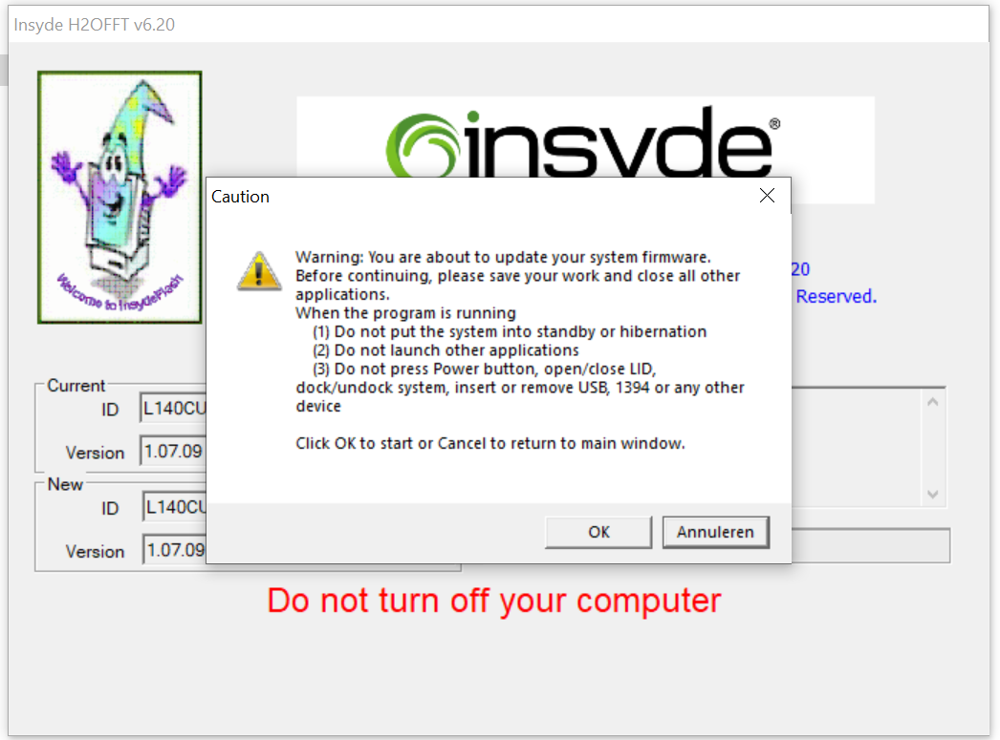 Insyde H2OFFT v6.20
insyde®
Welcome to InsydeFlash
Caution
Warning: You are about to update your system firmware.
Before continuing, please save your work and close all other
applications.
When the program is running
(1) Do not put the system into standby or hibernation
(2) Do not launch other applications
(3) Do not press Power button, open/close LID,
dock/undock system, insert or remove USB, 1394 or any other
device
Click OK to start or Cancel to return to main window.
OK
Annuleren
20
Reserved.
Current
ID
L140CU
Version
1.07.09
New
ID
L140CU
Version
1.07.09
Do not turn off your computer